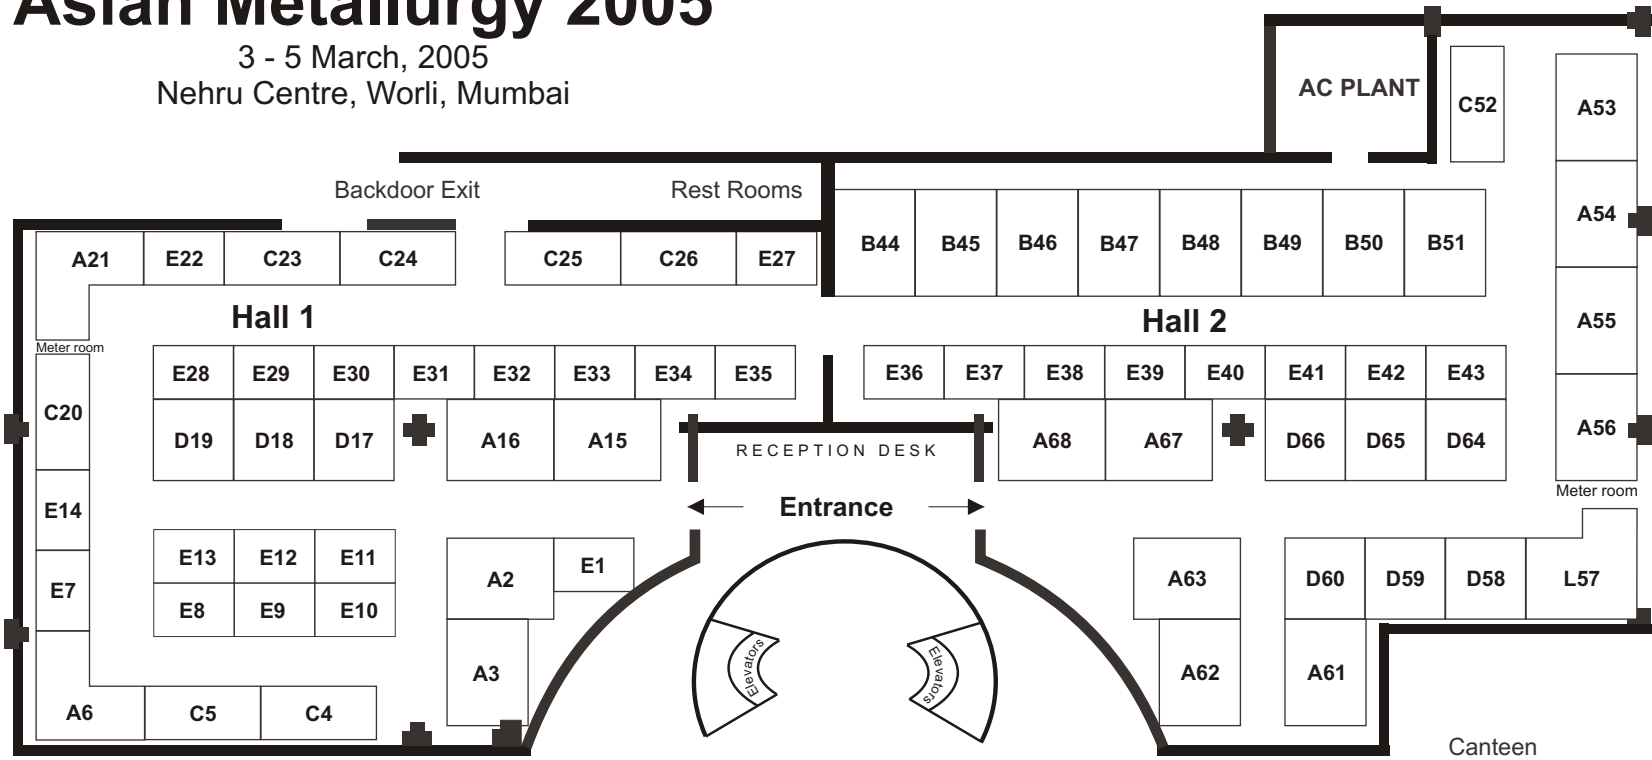 Asian Metallurgy 2005
3 - 5 March, 2005
Nehru Centre, Worli, Mumbai
AC PLANT
C52
A53
Backdoor Exit
Rest Rooms
A54
A21 E22 C23 C24 C25 C26 E27
B44 B45 B46 B47 B48 B49 B50 B51
Hall 1
Hall 2
A55
Meter room
E28 E29 E30 E31 E32 E33 E34 E35
E36 E37 E38 E39 E40 E41 E42 E43
C20
D19 D18 D17 A16 A15
RECEPTION DESK
A68 A67 D66 D65 D64
A56
Meter room
E14
Entrance
E13 E12 E11
A2 E1
A63
D60 D59 D58 L57
E7
E8 E9 E10
A3
Elevators
Elevators
A62
A61
A6 C5 C4
Canteen